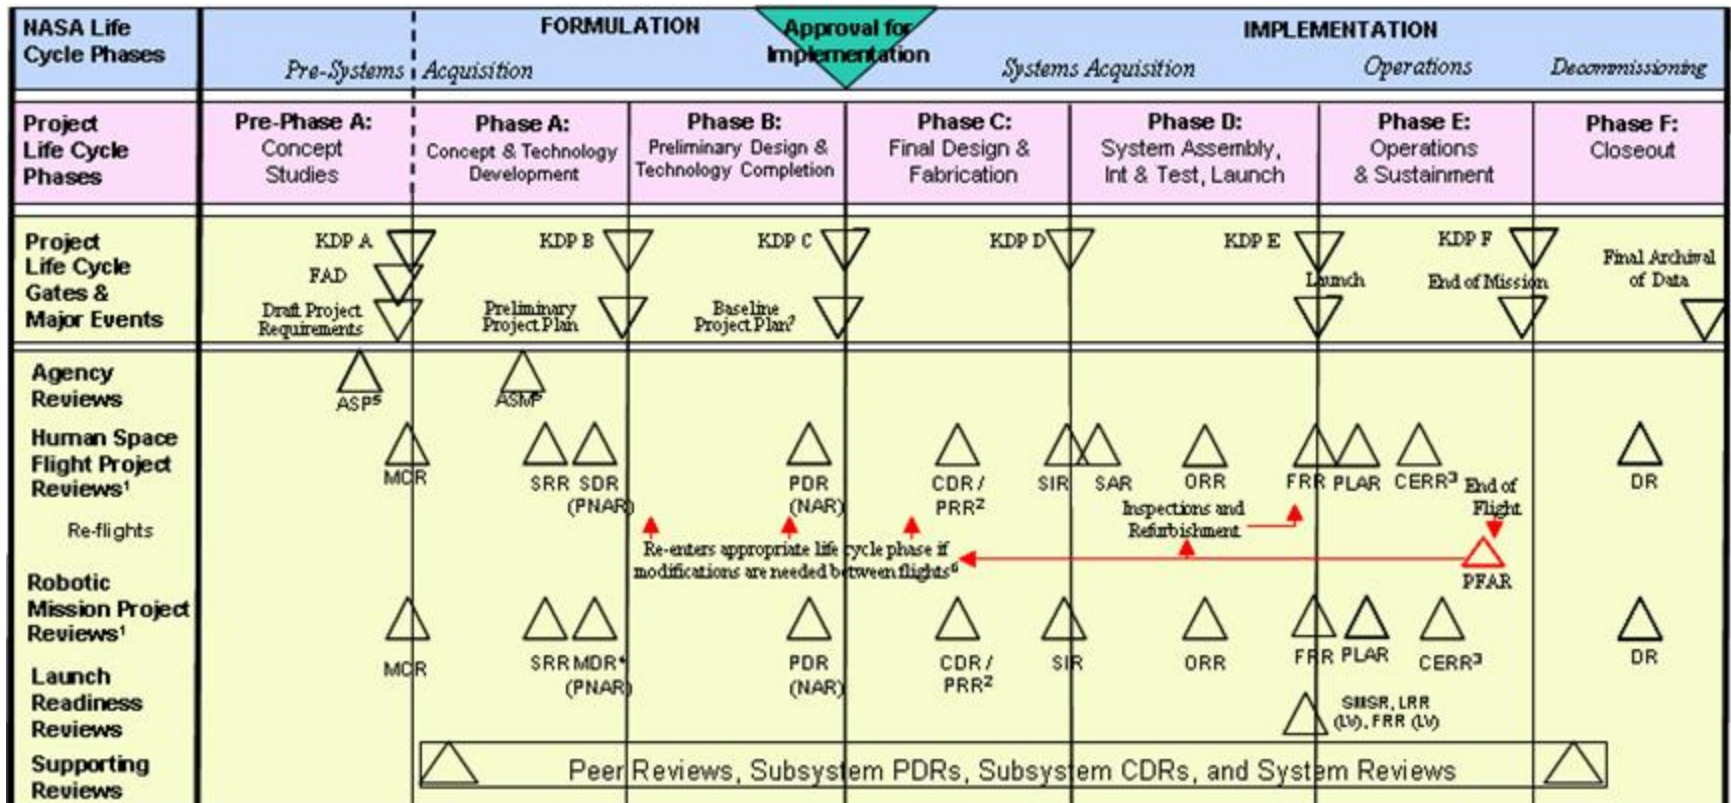 NASA Life
Cycle Phases
FORMULATION
Approval for
Implementation
IMPLEMENTATION
Pre-Systems Acquisition
Systems Acquisition
Operations
Decommissioning
Project
Life Cycle
Phases
Pre-Phase A:
Concept
Studies
Phase A:
Concept & Technology
Development
Phase B:
Preliminary Design &
Technology Completion
Phase C:
Final Design &
Fabrication
Phase D:
System Assembly,
Int & Test, Launch
Phase E:
Operations
& Sustainment
Phase F:
Closeout
Project
Life Cycle
Gates &
Major Events
KDP A
FAD
Draft Project
Requirements
KDP B
Preliminary
Project Plan
KDP C
Baseline
Project Plan⁷
KDP D
KDP E
Launch
KDP F
End of Mission
Final Archival
of Data
Agency
Reviews
ASP⁵
ASM⁵
Human Space
Flight Project
Reviews¹
MCR
SRR
SDR
(PNAR)
PDR
(NAR)
CDR /
PRR²
SIR
SAR
ORR
FRR
PLAR
CERR³
End of
Flight
DR
Re-flights
Re-enters appropriate life cycle phase if
modifications are needed between flights⁶
Inspections and
Refurbishment
PFAR
Robotic
Mission Project
Reviews¹
MCR
SRR
MDR⁴
(PNAR)
PDR
(NAR)
CDR /
PRR²
SIR
ORR
FRR
PLAR
CERR³
DR
Launch
Readiness
Reviews
SMSR, LRR
(LV), FRR (LV)
Supporting
Reviews
Peer Reviews, Subsystem PDRs, Subsystem CDRs, and System Reviews